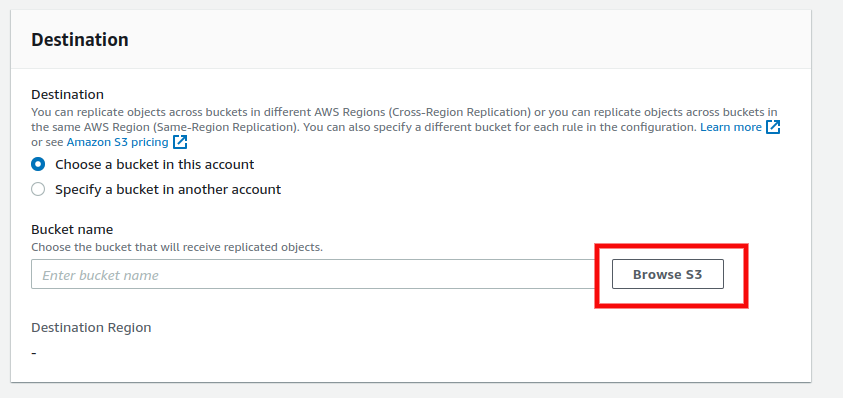 Destination
Destination
You can replicate objects across buckets in different AWS Regions (Cross-Region Replication) or you can replicate objects across buckets in
the same AWS Region (Same-Region Replication). You can also specify a different bucket for each rule in the configuration. Learn more
or see Amazon S3 pricing
Choose a bucket in this account
Specify a bucket in another account
Bucket name
Choose the bucket that will receive replicated objects.
Enter bucket name
Browse S3
Destination Region
-